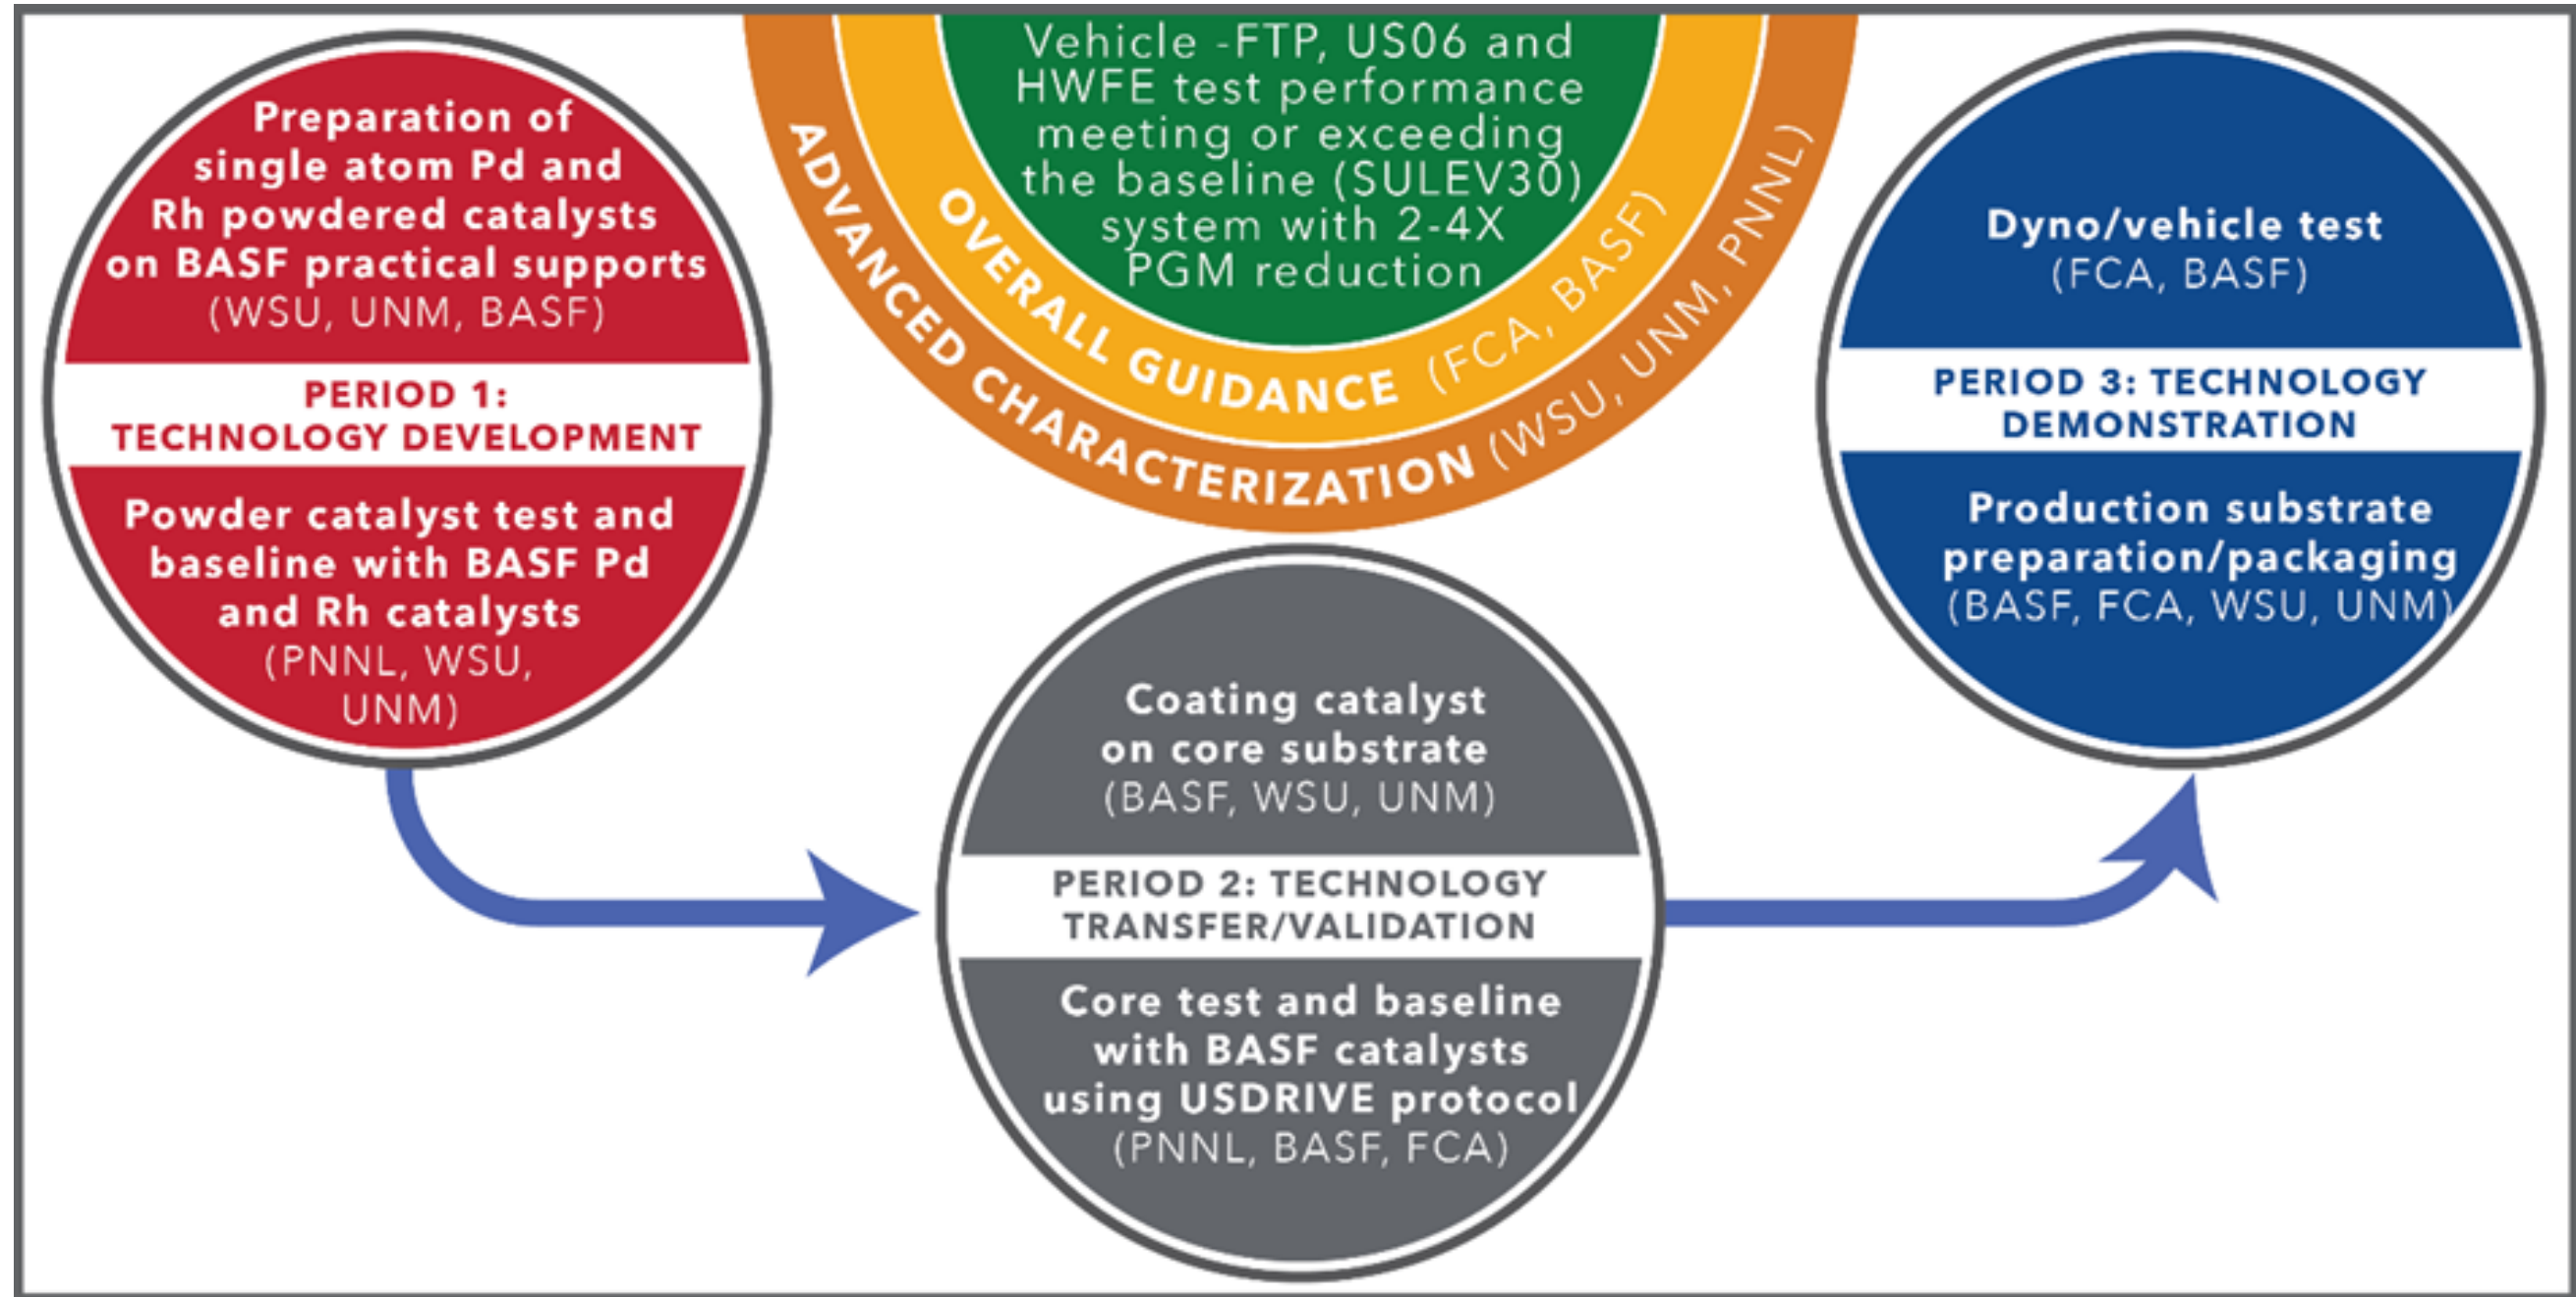 Preparation of
single atom Pd and
Rh powdered catalysts
on BASF practical supports
(WSU, UNM, BASF)
PERIOD 1:
TECHNOLOGY DEVELOPMENT
Powder catalyst test and
baseline with BASF Pd
and Rh catalysts
(PNNL, WSU,
UNM)
Vehicle -FTP, US06 and
HWFE test performance
meeting or exceeding
the baseline (SULEV30)
system with 2-4X
PGM reduction
OVERALL GUIDANCE (FCA, BASF)
ADVANCED CHARACTERIZATION (WSU, UNM, PNNL)
Coating catalyst
on core substrate
(BASF, WSU, UNM)
PERIOD 2: TECHNOLOGY
TRANSFER/VALIDATION
Core test and baseline
with BASF catalysts
using USDRIVE protocol
(PNNL, BASF, FCA)
Dyno/vehicle test
(FCA, BASF)
PERIOD 3: TECHNOLOGY
DEMONSTRATION
Production substrate
preparation/packaging
(BASF, FCA, WSU, UNM)